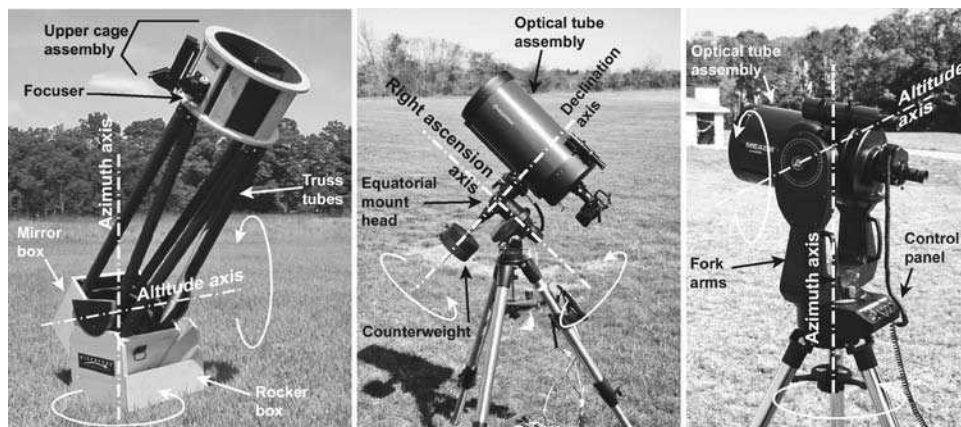 Upper cage
assembly
Focuser
Azimuth axis
Truss
tubes
Mirror
box
Altitude axis
Rocker
box
Optical tube
assembly
Declination
axis
Right ascension
axis
Equatorial
mount
head
Counterweight
Optical tube
assembly
Altitude
axis
MEADE
Azimuth axis
Fork
arms
Control
panel